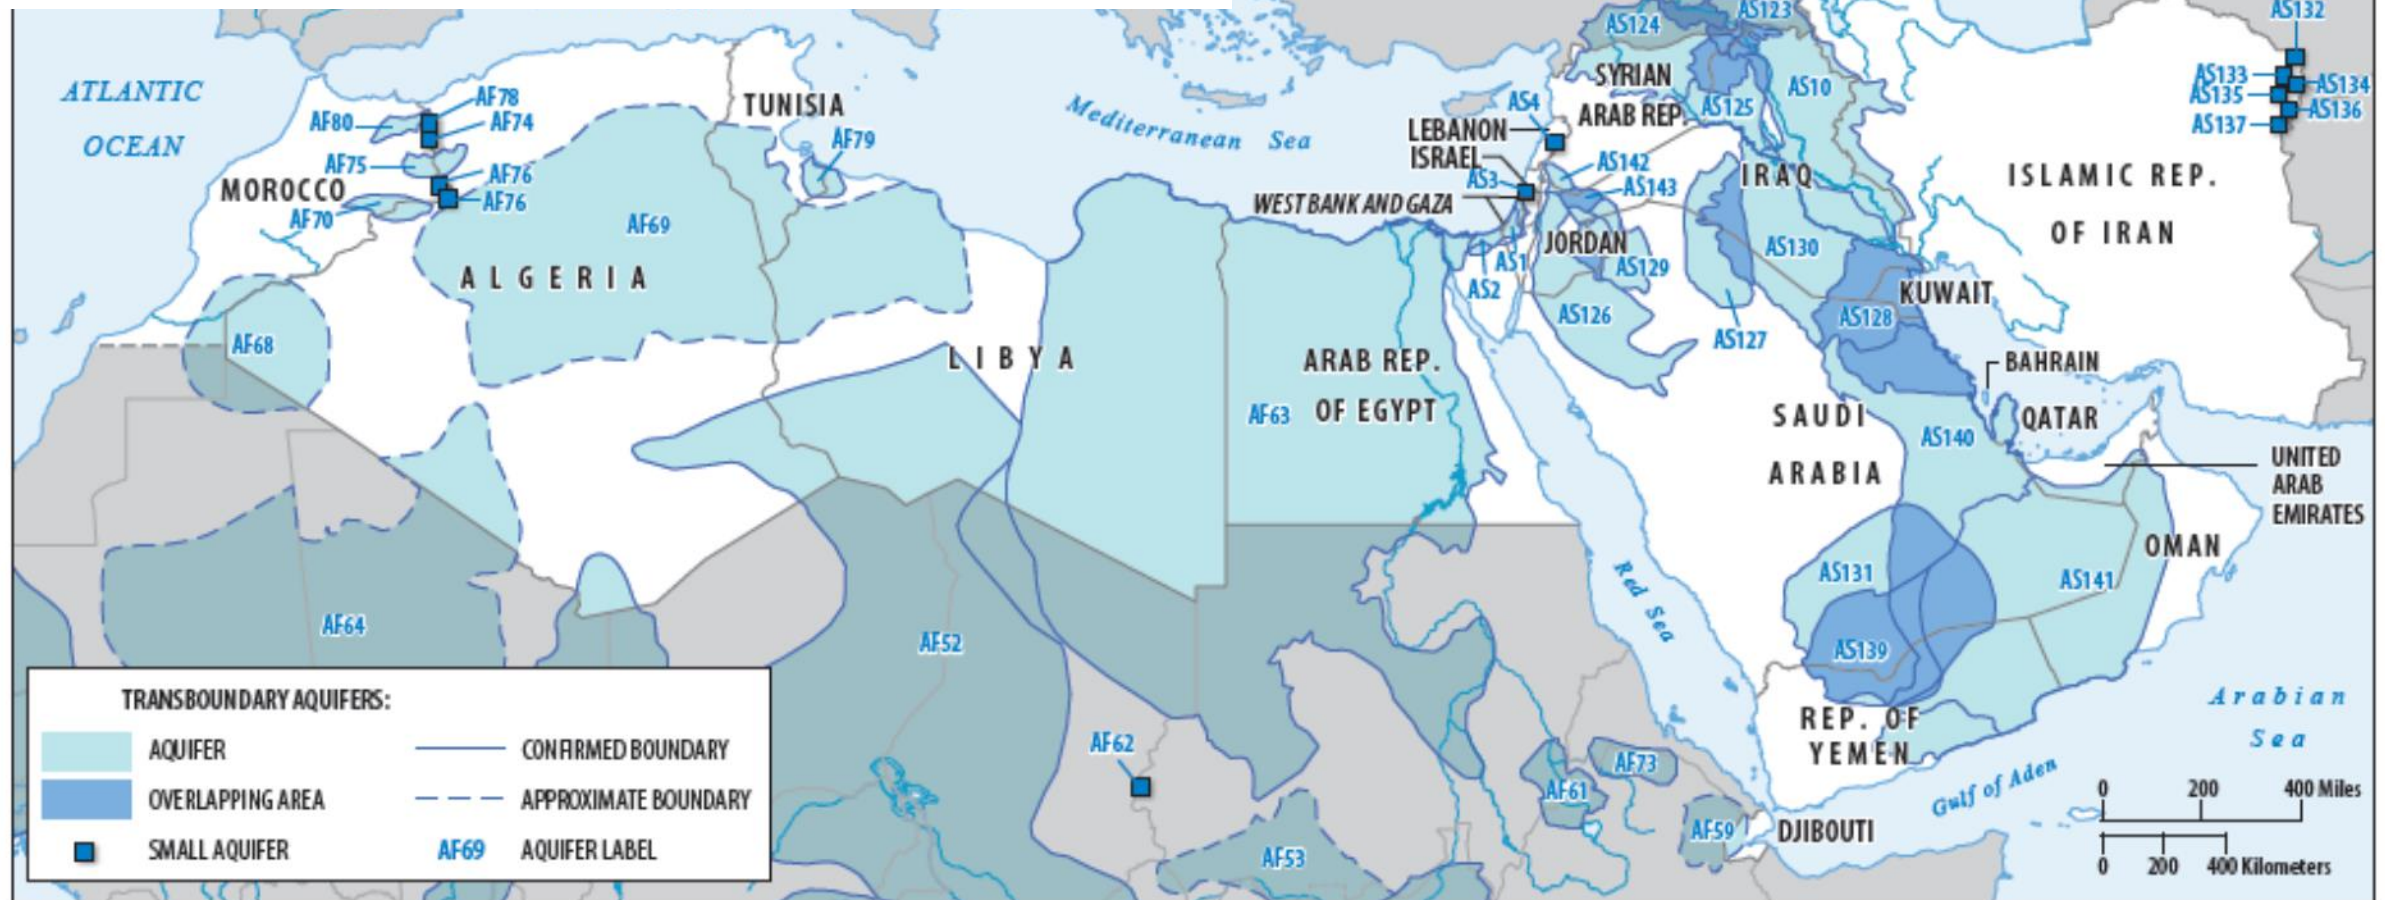 AS132
AS123
AS124
ATLANTIC
OCEAN
SYRIAN
ARAB REP.
AS10
AS133
AS134
AS135
AS136
AS137
AF78
AF74
AF80
TUNISIA
AF79
Mediterranean Sea
AS4
LEBANON
ISRAEL
AS125
AS142
AS143
AS3
WEST BANK AND GAZA
IRAQ
ISLAMIC REP.
OF IRAN
AF75
AF76
AF76
MOROCCO
AF70
AF69
ALGERIA
JORDAN
AS1
AS2
AS129
AS130
KUWAIT
AS126
AS127
AS128
AF68
LIBYA
ARAB REP.
OF EGYPT
AF63
BAHRAIN
QATAR
SAUDI
ARABIA
AS140
UNITED
ARAB
EMIRATES
OMAN
AS131
AS141
AS139
Red Sea
AF64
AF52
REP. OF
YEMEN
Arabian
Sea
AF62
AF73
AF61
AF59
AF53
DJIBOUTI
Gulf of Aden
0 200 400 Miles
0 200 400 Kilometers
TRANSBOUNDARY AQUIFERS:
AQUIFER
CONFIRMED BOUNDARY
OVERLAPPING AREA
APPROXIMATE BOUNDARY
SMALL AQUIFER
AF69 AQUIFER LABEL